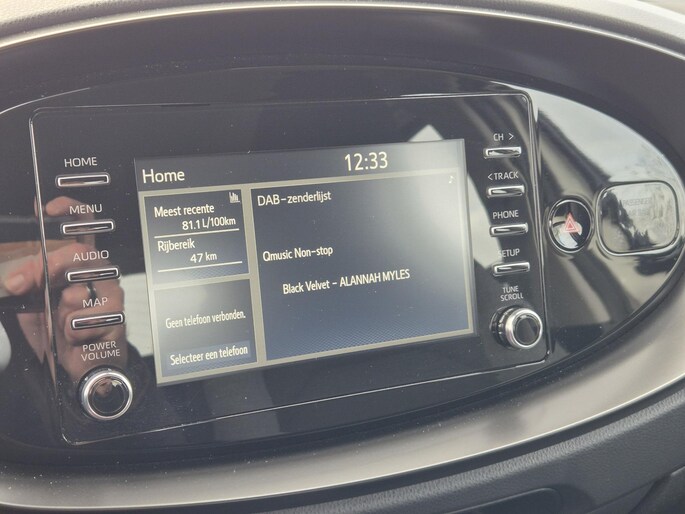 HOME
MENU
AUDIO
MAP
POWER
VOLUME
Home
12:33
Meest recente
81.1 L/100km
Rijbereik
47 km
Geen telefoon verbonden.
Selecteer een telefoon
DAB-zenderlijst
Qmusic Non-stop
Black Velvet - ALANNAH MYLES
CH >
< TRACK
PHONE
SETUP
TUNE
SCROLL
PASSENGER